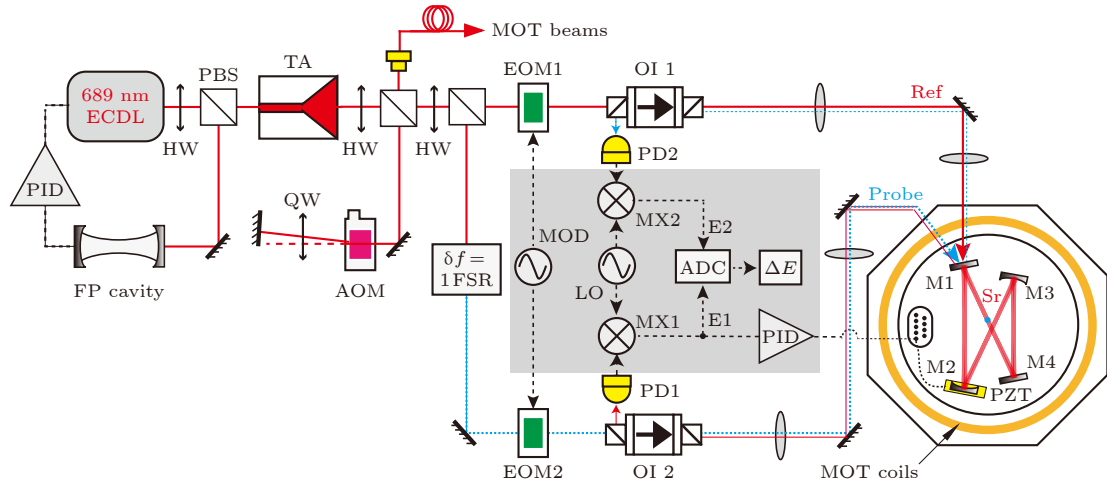 MOT beams
EOM1
OI 1
TA
PBS
689 nm
ECDL
Ref
HW
HW
HW
PD2
PID
QW
Probe
MX2
E2
MOD
δf =
1 FSR
ADC
ΔE
M1
M3
Sr
FP cavity
AOM
LO
MX1
E1
PID
M2
M4
PZT
PD1
EOM2
OI 2
MOT coils